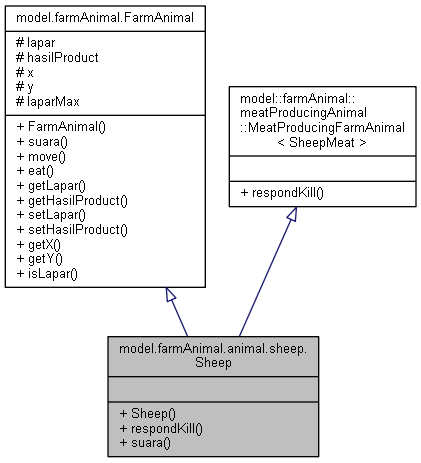 model.farmAnimal.FarmAnimal
# lapar
# hasilProduct
# x
# y
# laparMax
+ FarmAnimal()
+ suara()
+ move()
+ eat()
+ getLapar()
+ getHasilProduct()
+ setLapar()
+ setHasilProduct()
+ getX()
+ getY()
+ isLapar()
model::farmAnimal::
meatProducingAnimal
::MeatProducingFarmAnimal
< SheepMeat >
+ respondKill()
model.farmAnimal.animal.sheep.
Sheep
+ Sheep()
+ respondKill()
+ suara()